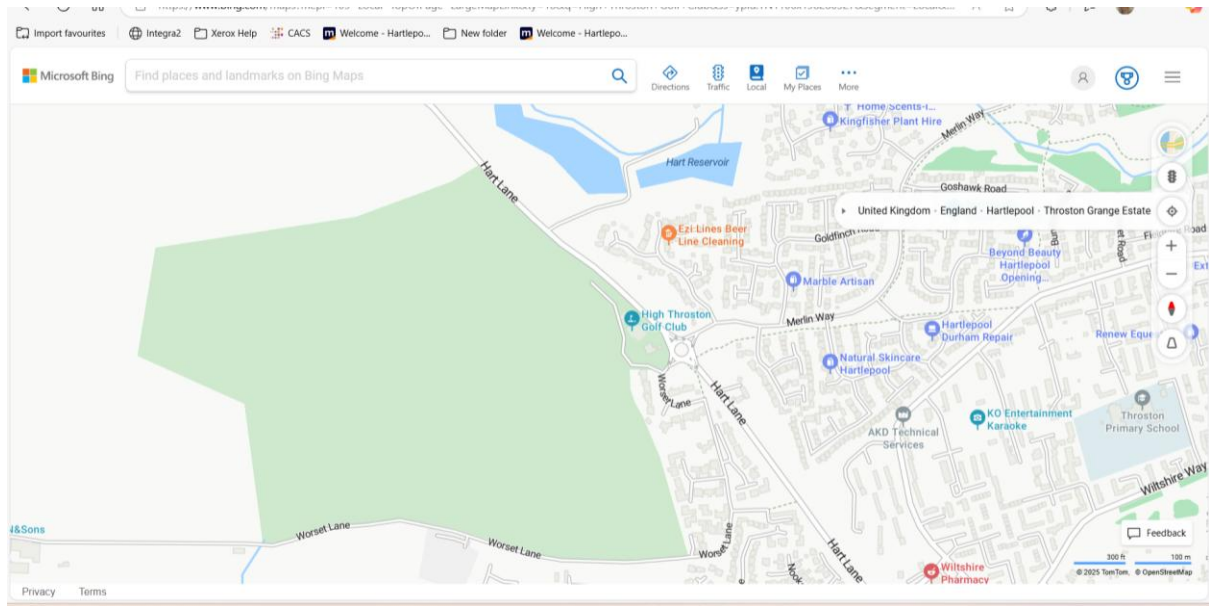 Import favourites
Integra2
Xerox Help
CACS
Welcome - Hartlepo...
New folder
Welcome - Hartlepo...
Microsoft Bing
Find places and landmarks on Bing Maps
Directions
Traffic
Local
My Places
More
Home Scents-I...
Kingfisher Plant Hire
Merlin Way
Hart Lane
Hart Reservoir
Goshawk Road
United Kingdom · England · Hartlepool · Throston Grange Estate
Ezi Lines Beer
Line Cleaning
Goldfinch
Beyond Beauty
Hartlepool
Opening...
Marble Artisan
High Throston
Golf Club
Merlin Way
Hartlepool
Durham Repair
Renew Equi
Natural Skincare
Hartlepool
Worset Lane
Hart Lane
KO Entertainment
Karaoke
AKD Technical
Services
Throston
Primary School
Wiltshire Way
&Sons
Worset Lane
Worset Lane
Hart Lane
Feedback
Wiltshire
Pharmacy
300 ft
100 m
© 2025 TomTom, © OpenStreetMap
Privacy
Terms